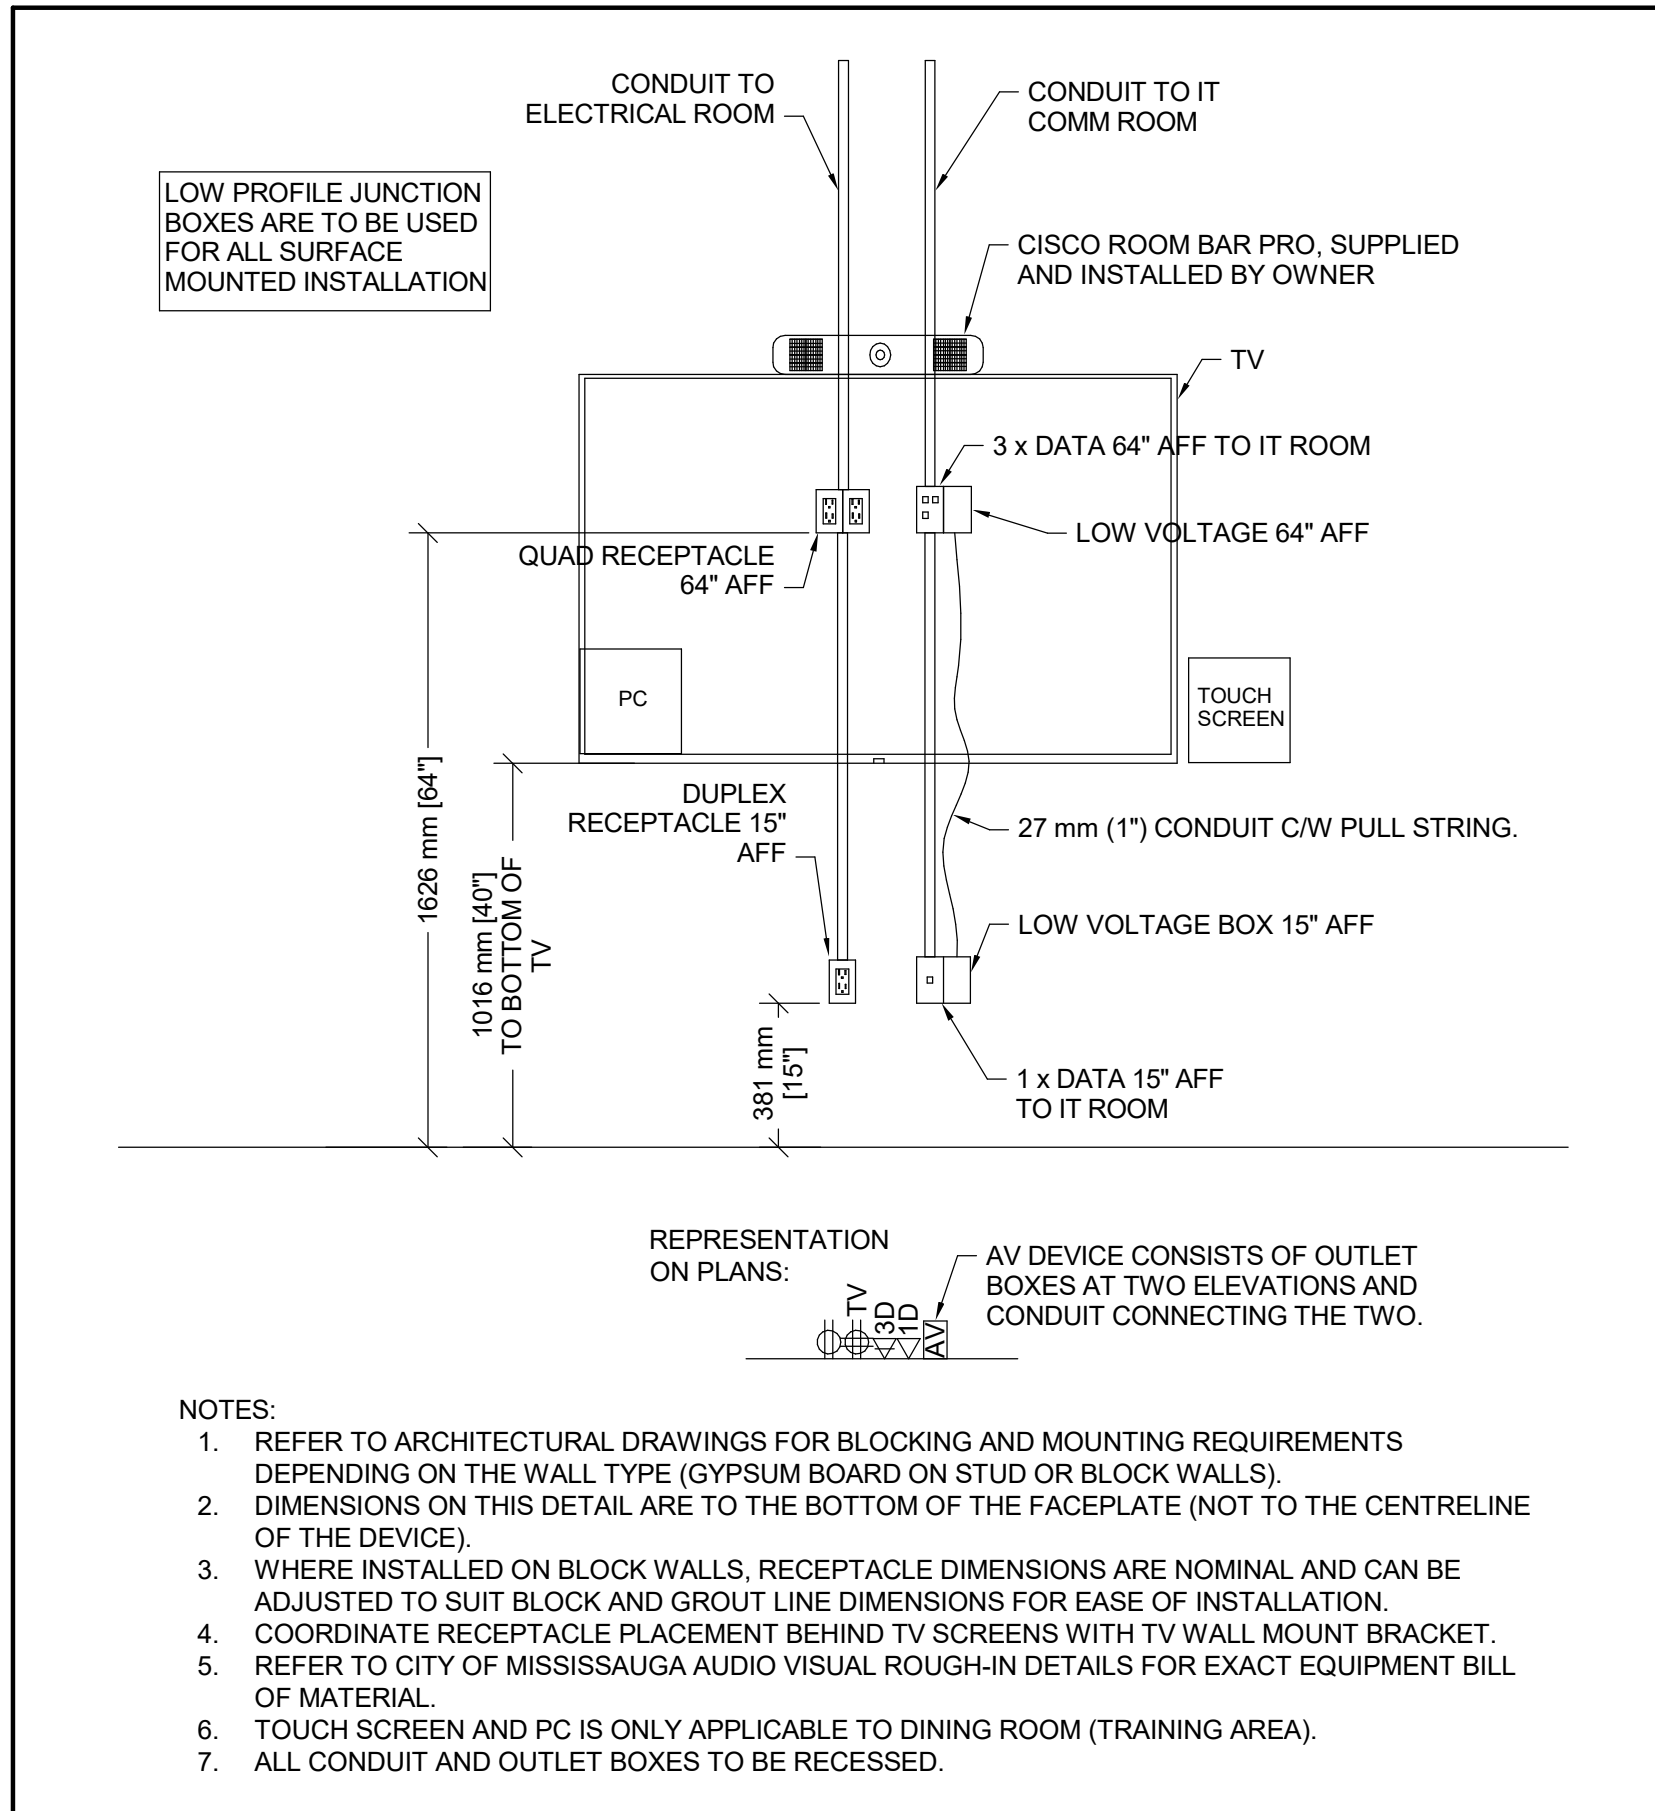 CONDUIT TO
ELECTRICAL ROOM
CONDUIT TO IT
COMM ROOM
LOW PROFILE JUNCTION
BOXES ARE TO BE USED
FOR ALL SURFACE
MOUNTED INSTALLATION
CISCO ROOM BAR PRO, SUPPLIED
AND INSTALLED BY OWNER
TV
3 x DATA 64" AFF TO IT ROOM
LOW VOLTAGE 64" AFF
QUAD RECEPTACLE
64" AFF
PC
TOUCH
SCREEN
1626 mm [64"]
1016 mm [40"]
TO BOTTOM OF
TV
DUPLEX
RECEPTACLE 15"
AFF
27 mm (1") CONDUIT C/W PULL STRING.
LOW VOLTAGE BOX 15" AFF
381 mm
[15"]
1 x DATA 15" AFF
TO IT ROOM
REPRESENTATION
ON PLANS:
TV
3D
1D
AV
AV DEVICE CONSISTS OF OUTLET
BOXES AT TWO ELEVATIONS AND
CONDUIT CONNECTING THE TWO.
NOTES:
1. REFER TO ARCHITECTURAL DRAWINGS FOR BLOCKING AND MOUNTING REQUIREMENTS
DEPENDING ON THE WALL TYPE (GYPSUM BOARD ON STUD OR BLOCK WALLS).
2. DIMENSIONS ON THIS DETAIL ARE TO THE BOTTOM OF THE FACEPLATE (NOT TO THE CENTRELINE
OF THE DEVICE).
3. WHERE INSTALLED ON BLOCK WALLS, RECEPTACLE DIMENSIONS ARE NOMINAL AND CAN BE
ADJUSTED TO SUIT BLOCK AND GROUT LINE DIMENSIONS FOR EASE OF INSTALLATION.
4. COORDINATE RECEPTACLE PLACEMENT BEHIND TV SCREENS WITH TV WALL MOUNT BRACKET.
5. REFER TO CITY OF MISSISSAUGA AUDIO VISUAL ROUGH-IN DETAILS FOR EXACT EQUIPMENT BILL
OF MATERIAL.
6. TOUCH SCREEN AND PC IS ONLY APPLICABLE TO DINING ROOM (TRAINING AREA).
7. ALL CONDUIT AND OUTLET BOXES TO BE RECESSED.